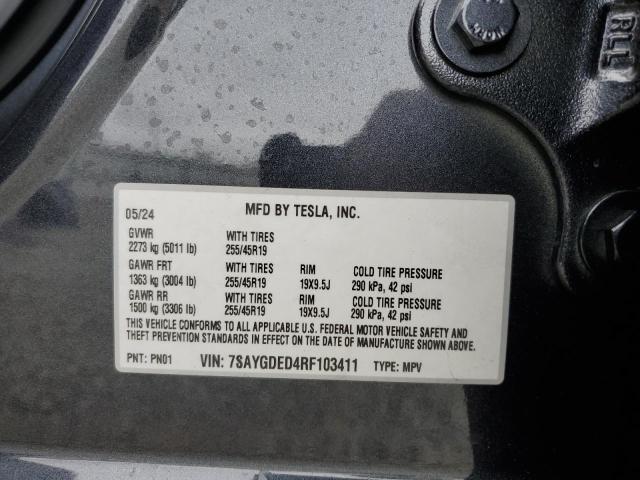 RLL
05/24 MFD BY TESLA, INC.
GVWR WITH TIRES
2273 kg (5011 lb) 255/45R19
GAWR FRT WITH TIRES RIM COLD TIRE PRESSURE
1363 kg (3004 lb) 255/45R19 19X9.5J 290 kPa, 42 psi
GAWR RR WITH TIRES RIM COLD TIRE PRESSURE
1500 kg (3306 lb) 255/45R19 19X9.5J 290 kPa, 42 psi
THIS VEHICLE CONFORMS TO ALL APPLICABLE U.S. FEDERAL MOTOR VEHICLE SAFETY AND
THEFT PREVENTION STANDARDS IN EFFECT ON THE DATE OF MANUFACTURE SHOWN ABOVE.
PNT: PN01 VIN: 7SAYGDED4RF103411 TYPE: MPV